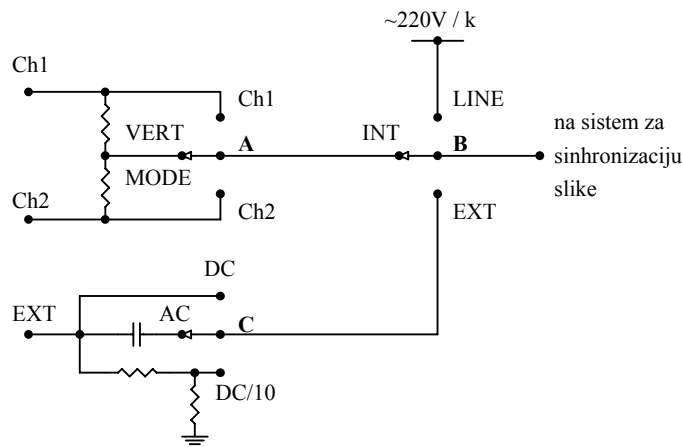 ~220V / k
Ch1
Ch1
LINE
VERT
A
INT
B
na sistem za
sinhronizaciju
slike
MODE
Ch2
Ch2
EXT
DC
EXT
AC
C
DC/10